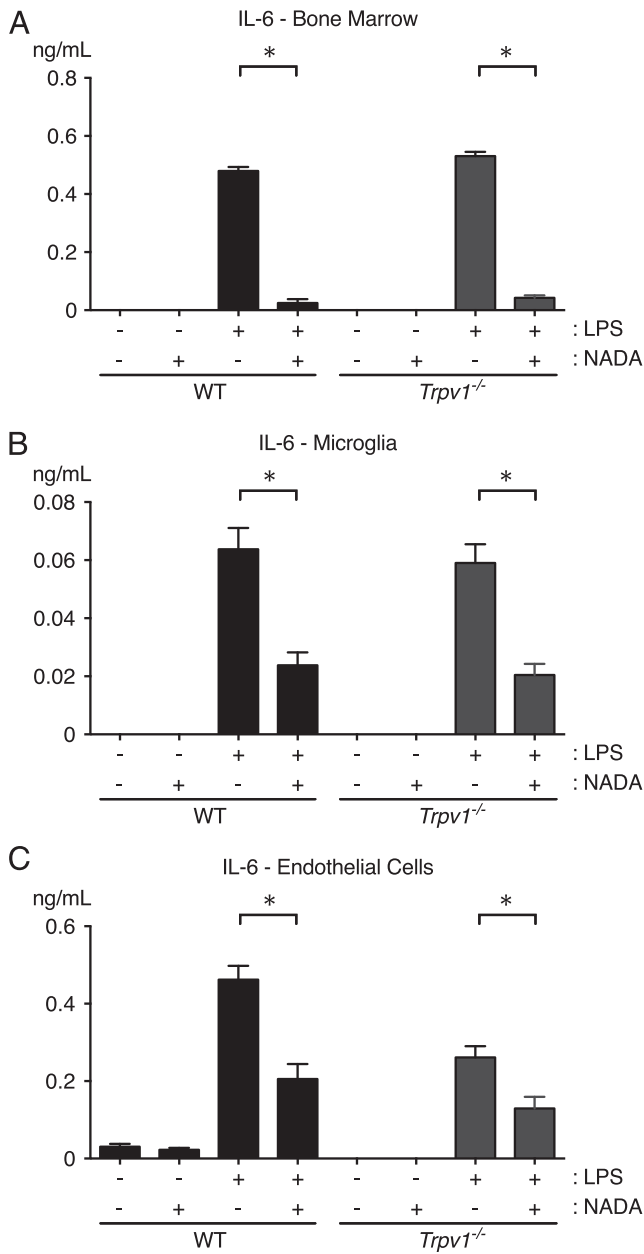 A
IL-6 - Bone Marrow
ng/mL
*
*
0.8
0.6
0.4
0.2
0
- - + + - - + + : LPS
- + - + - + - + : NADA
WT Trpv1-/-
B
IL-6 - Microglia
ng/mL
*
*
0.08
0.06
0.04
0.02
0
- - + + - - + + : LPS
- + - + - + - + : NADA
WT Trpv1-/-
C
IL-6 - Endothelial Cells
ng/mL
*
*
0.6
0.4
0.2
0
- - + + - - + + : LPS
- + - + - + - + : NADA
WT Trpv1-/-